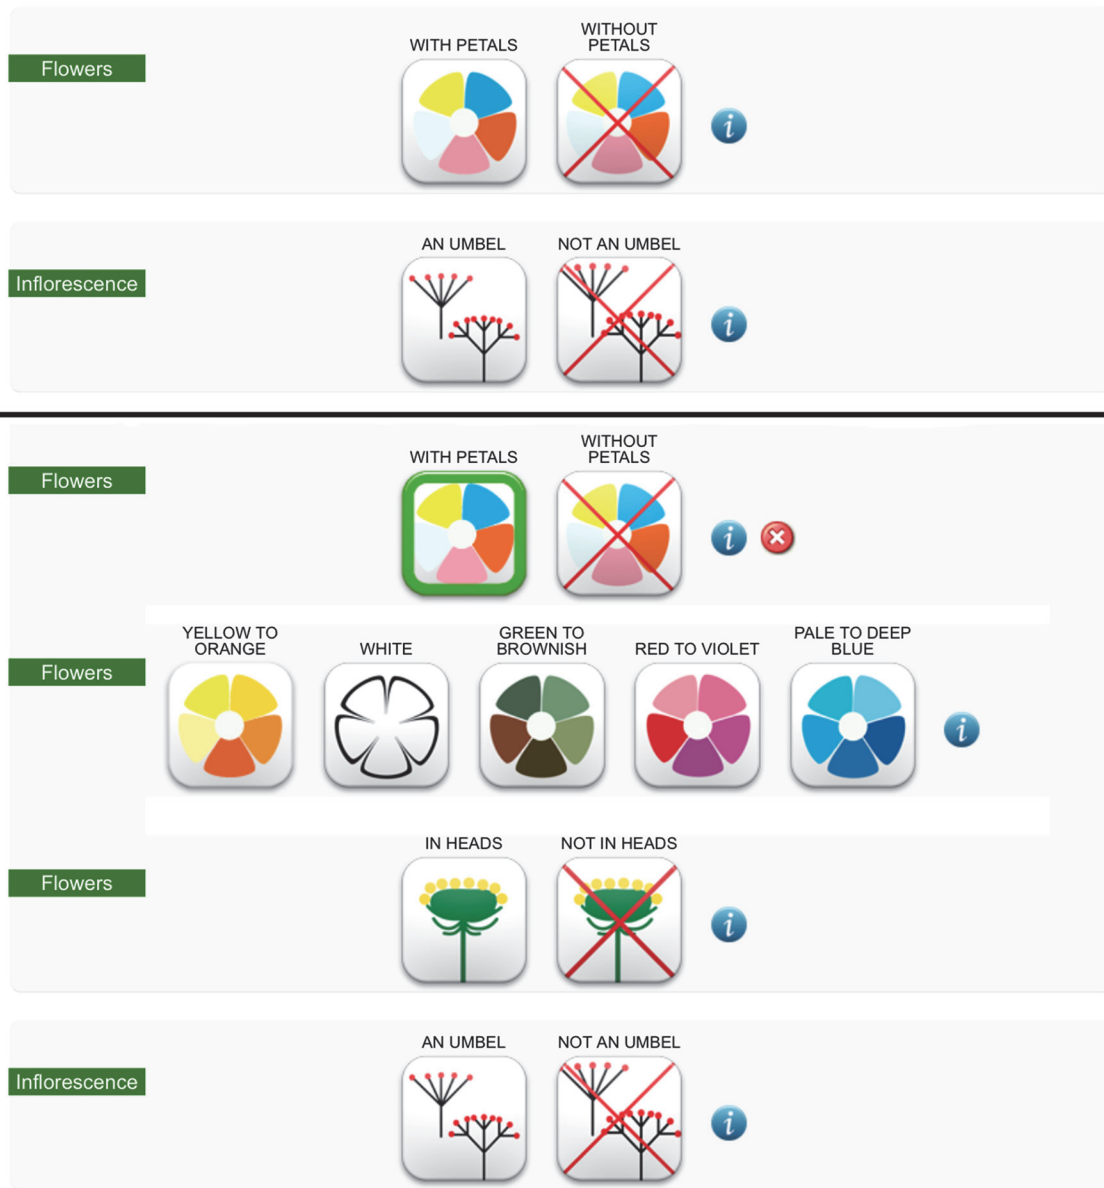 Flowers
WITH PETALS
WITHOUT
PETALS
i
Inflorescence
AN UMBEL
NOT AN UMBEL
i
Flowers
WITH PETALS
WITHOUT
PETALS
i
Flowers
YELLOW TO
ORANGE
WHITE
GREEN TO
BROWNISH
RED TO VIOLET
PALE TO DEEP
BLUE
i
Flowers
IN HEADS
NOT IN HEADS
i
Inflorescence
AN UMBEL
NOT AN UMBEL
i